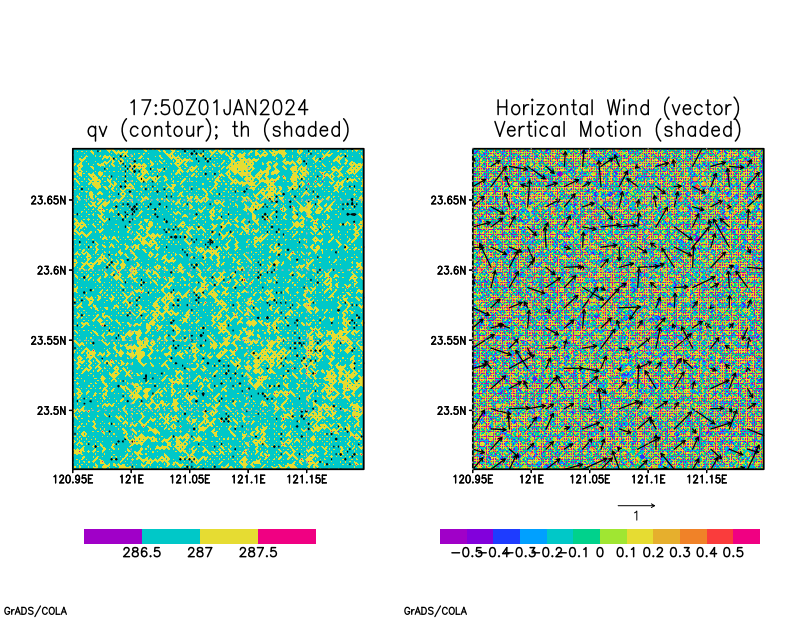 17:50Z01JAN2024
qv (contour); th (shaded)
23.65N
23.6N
23.55N
23.5N
120.95E 121E 121.05E 121.1E 121.15E
286.5 287 287.5
Horizontal Wind (vector)
Vertical Motion (shaded)
23.65N
23.6N
23.55N
23.5N
120.95E 121E 121.05E 121.1E 121.15E
1
-0.5 -0.4 -0.3 -0.2 -0.1 0 0.1 0.2 0.3 0.4 0.5
GrADS/COLA
GrADS/COLA